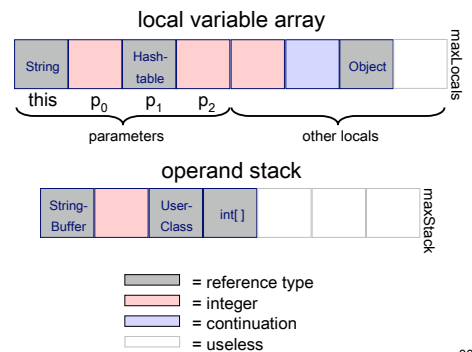 local variable array
String
Hash-
table
Object
maxLocals
this p0 p1 p2
parameters
other locals
operand stack
String-
Buffer
User-
Class
int[ ]
maxStack
= reference type
= integer
= continuation
= useless